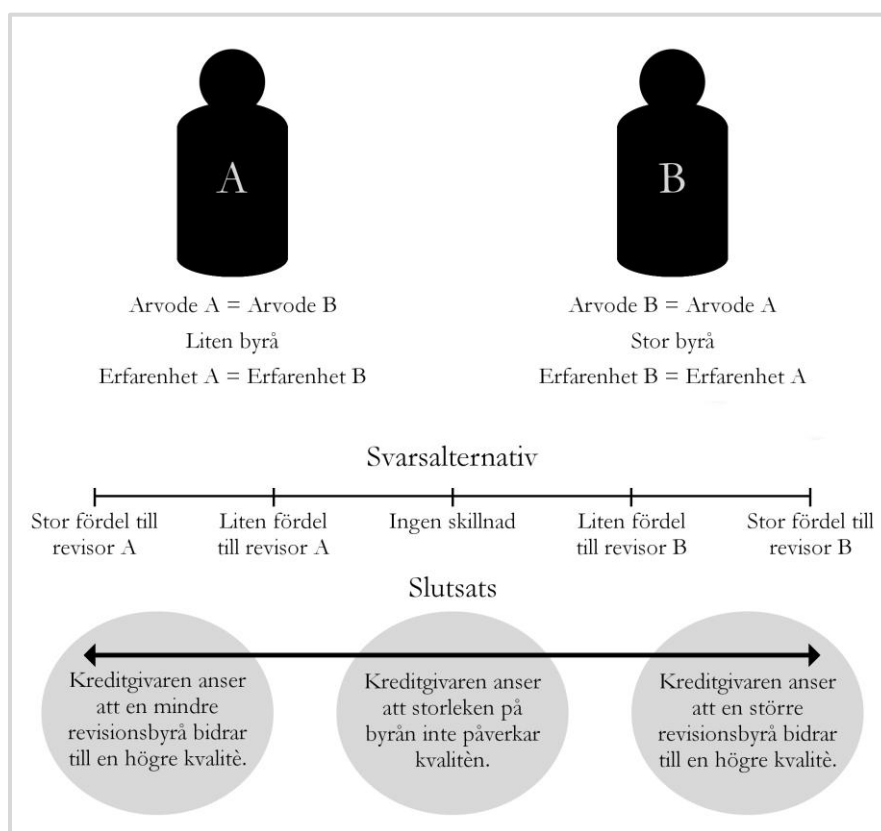 A
B
Arvode A = Arvode B
Liten byrå
Erfarenhet A = Erfarenhet B
Arvode B = Arvode A
Stor byrå
Erfarenhet B = Erfarenhet A
Svarsalternativ
Stor fördel till
revisor A
Liten fördel
till revisor A
Ingen skillnad
Liten fördel
till revisor B
Stor fördel till
revisor B
Slutsats
Kreditgivaren anser
att en mindre
revisionsbyrå bidrar
till en högre kvalitè.
Kreditgivaren anser
att storleken på
byrån inte påverkar
kvalitèn.
Kreditgivaren anser
att en större
revisionsbyrå bidrar
till en högre kvalitè.